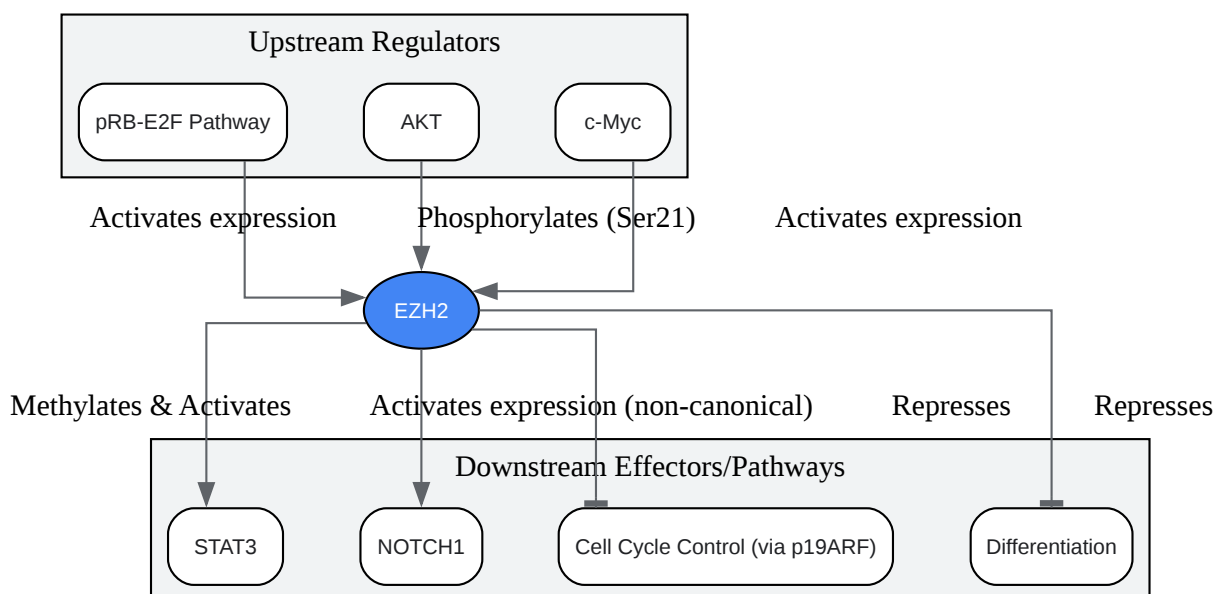 Upstream Regulators
pRB-E2F Pathway
AKT
c-Myc
Activates expression
Phosphorylates (Ser21)
Activates expression
EZH2
Methylates & Activates
Activates expression (non-canonical)
Represses
Represses
Downstream Effectors/Pathways
STAT3
NOTCH1
Cell Cycle Control (via p19ARF)
Differentiation